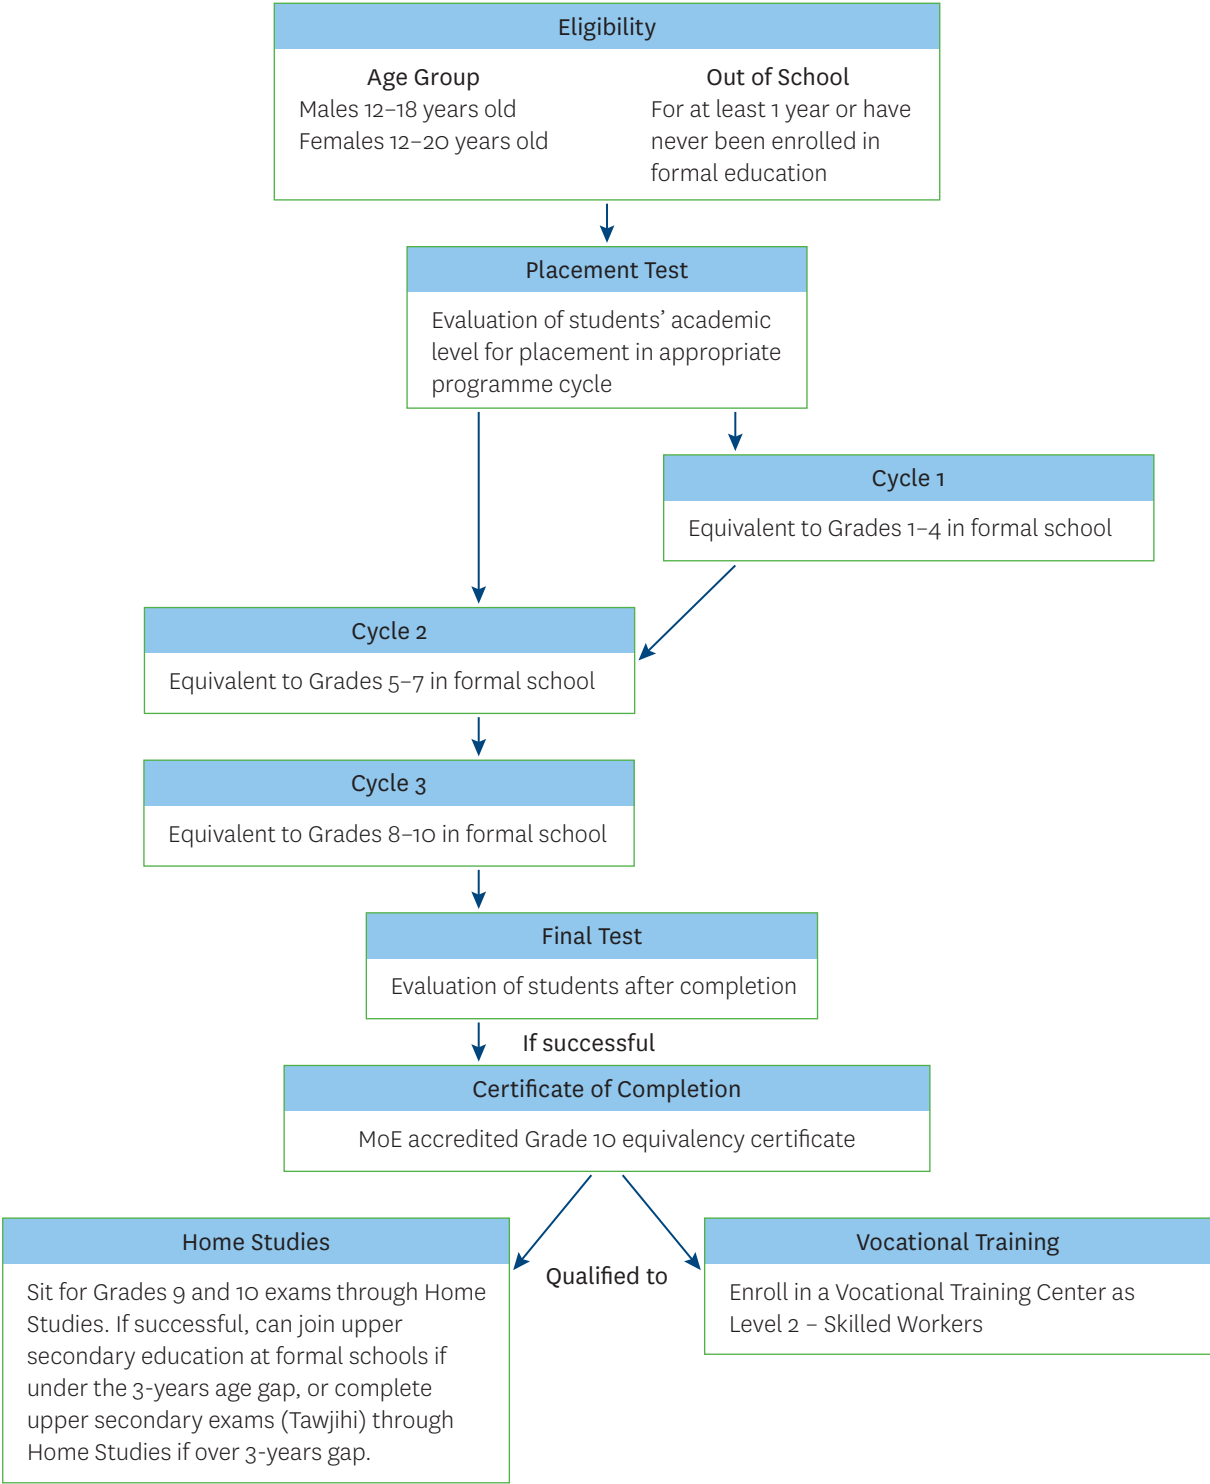 Eligibility
Age Group
Males 12–18 years old
Females 12–20 years old
Out of School
For at least 1 year or have
never been enrolled in
formal education
Placement Test
Evaluation of students’ academic
level for placement in appropriate
programme cycle
Cycle 1
Equivalent to Grades 1–4 in formal school
Cycle 2
Equivalent to Grades 5–7 in formal school
Cycle 3
Equivalent to Grades 8–10 in formal school
Final Test
Evaluation of students after completion
If successful
Certificate of Completion
MoE accredited Grade 10 equivalency certificate
Qualified to
Home Studies
Sit for Grades 9 and 10 exams through Home
Studies. If successful, can join upper
secondary education at formal schools if
under the 3-years age gap, or complete
upper secondary exams (Tawjihi) through
Home Studies if over 3-years gap.
Vocational Training
Enroll in a Vocational Training Center as
Level 2 – Skilled Workers